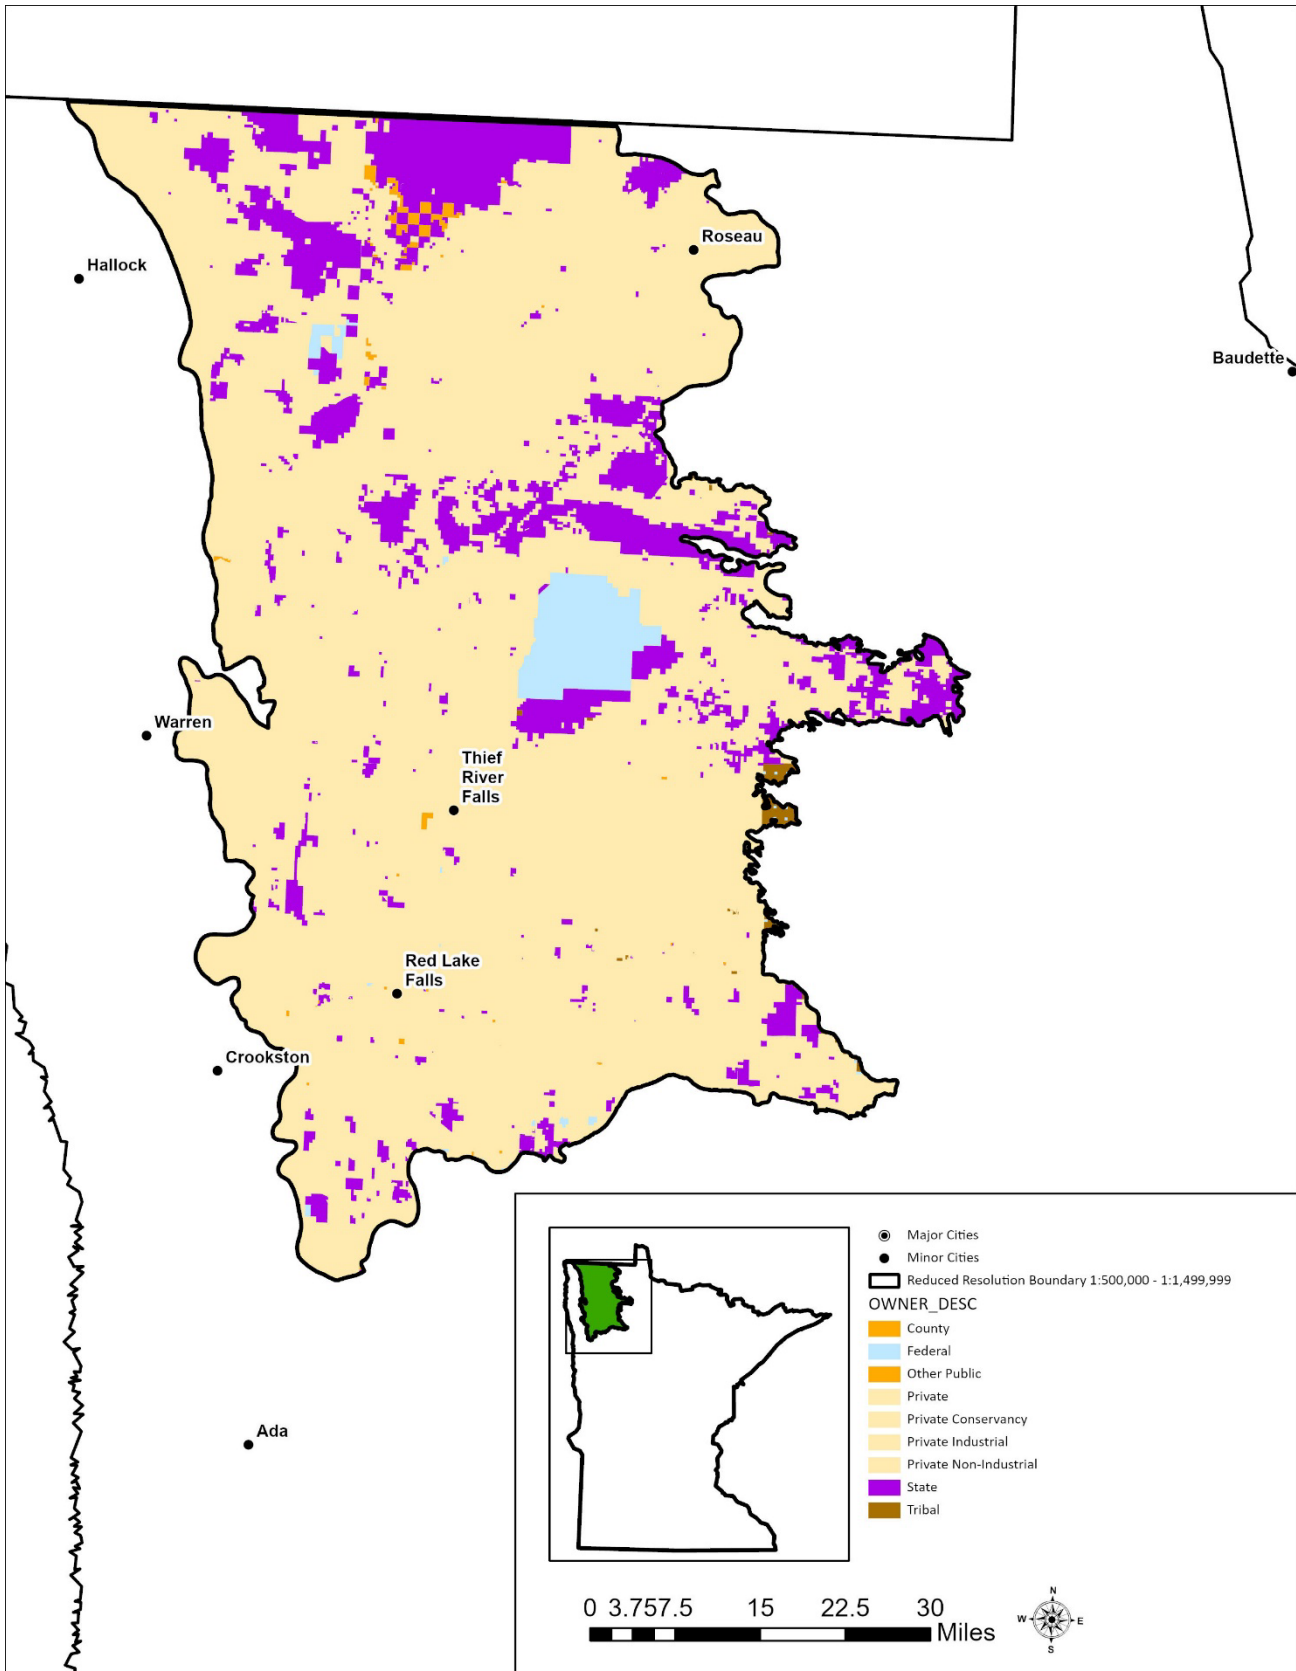 Roseau
Hallock
Baudette
Warren
Thief
River
Falls
Red Lake
Falls
Crookston
Ada
Major Cities
Minor Cities
Reduced Resolution Boundary 1:500,000 - 1:1,499,999
OWNER_DESC
County
Federal
Other Public
Private
Private Conservancy
Private Industrial
Private Non-Industrial
State
Tribal
0 3.757.5 15 22.5 30
Miles
N
W E
S